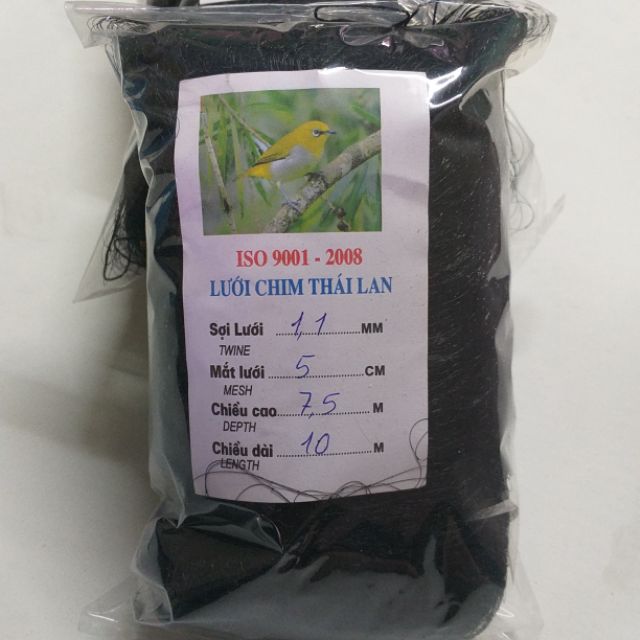 ISO 9001 - 2008
LƯỚI CHIM THÁI LAN
Sợi Lưới ....1,1....MM
TWINE
Mắt lưới ....5....CM
MESH
Chiều cao....7,5....M
DEPTH
Chiều dài ....10....M
LENGTH